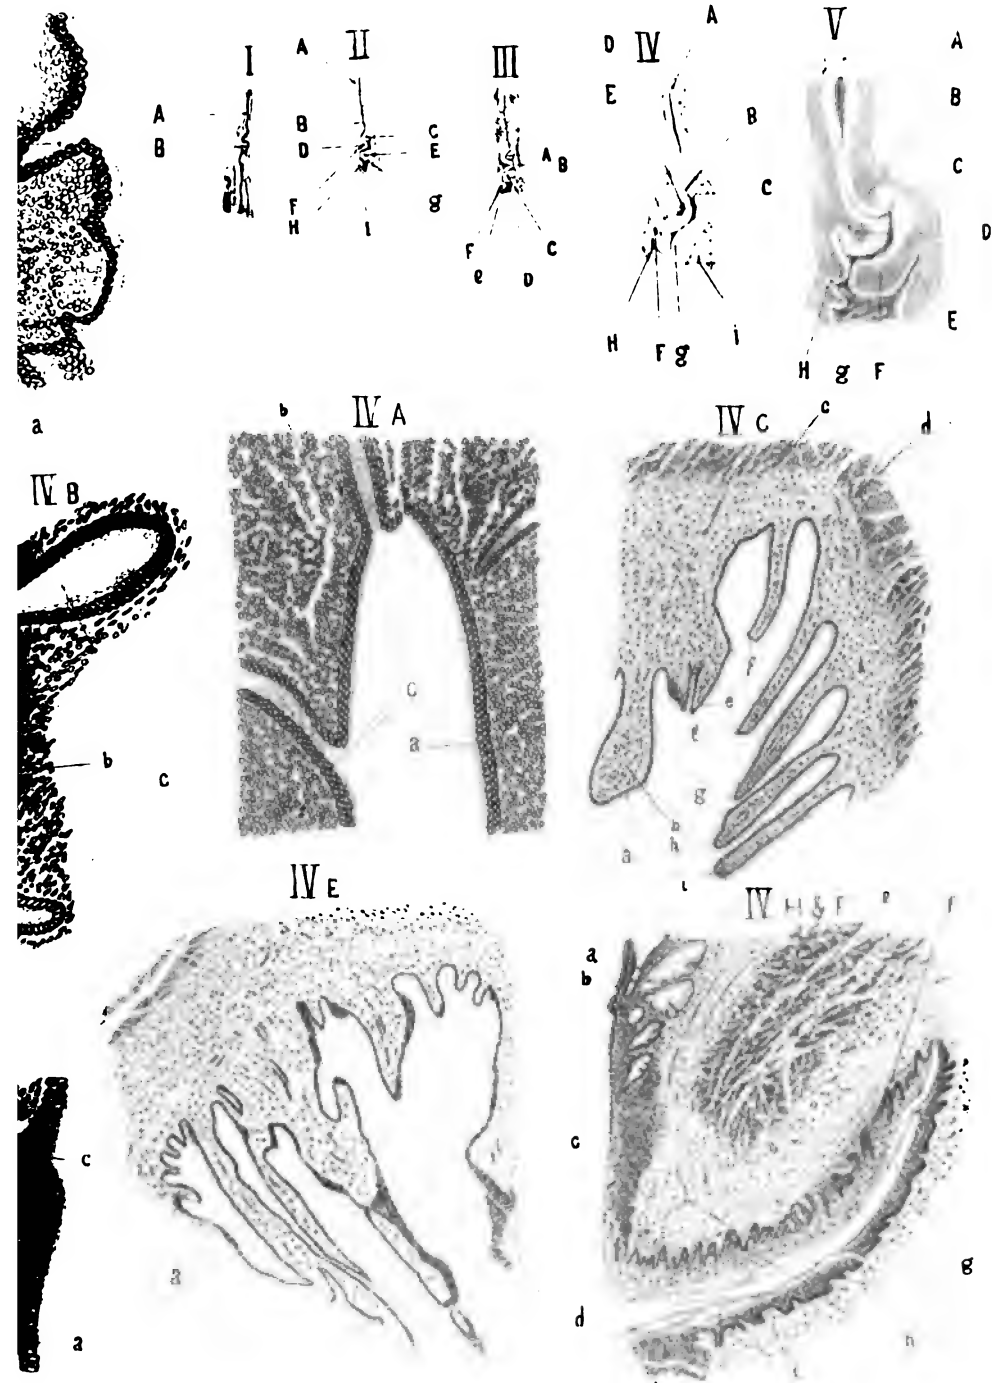 I II III IV V
A A A D A
A E B
B B C B
B D E A B C
C
F g D
H I F C
e D E
H F g i
H g F
a b IV A IV C c d
IV B
C
e
f
b c a g
b
a h
IV E i
IV H & F e f
a
b
c c
a g
a d h